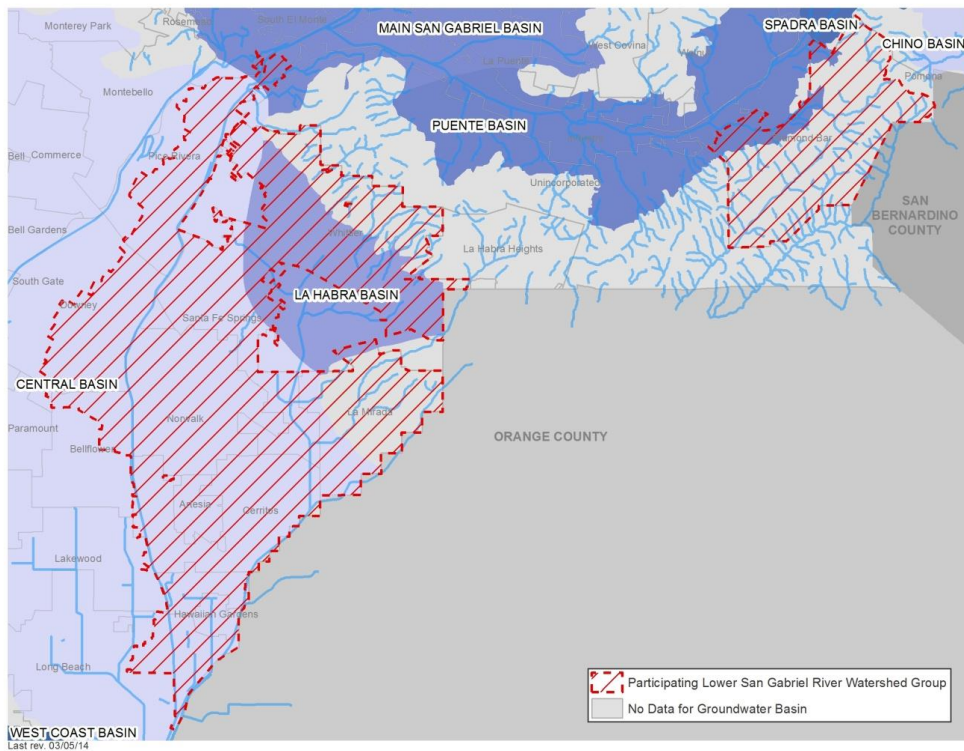 Monterey Park
Rosemead
South El Monte
MAIN SAN GABRIEL BASIN
SPADRA BASIN
West Covina
Walnut
CHINO BASIN
La Puente
Pomona
Montebello
PUENTE BASIN
Diamond Bar
Bell
Commerce
Pico Rivera
Unincorporated
SAN
BERNARDINO
COUNTY
Bell Gardens
Whittier
La Habra Heights
South Gate
LA HABRA BASIN
Downey
Santa Fe Springs
CENTRAL BASIN
La Mirada
Norwalk
Paramount
ORANGE COUNTY
Bellflower
Artesia
Cerritos
Lakewood
Hawaiian Gardens
Long Beach
Participating Lower San Gabriel River Watershed Group
No Data for Groundwater Basin
WEST COAST BASIN
Last rev. 03/05/14